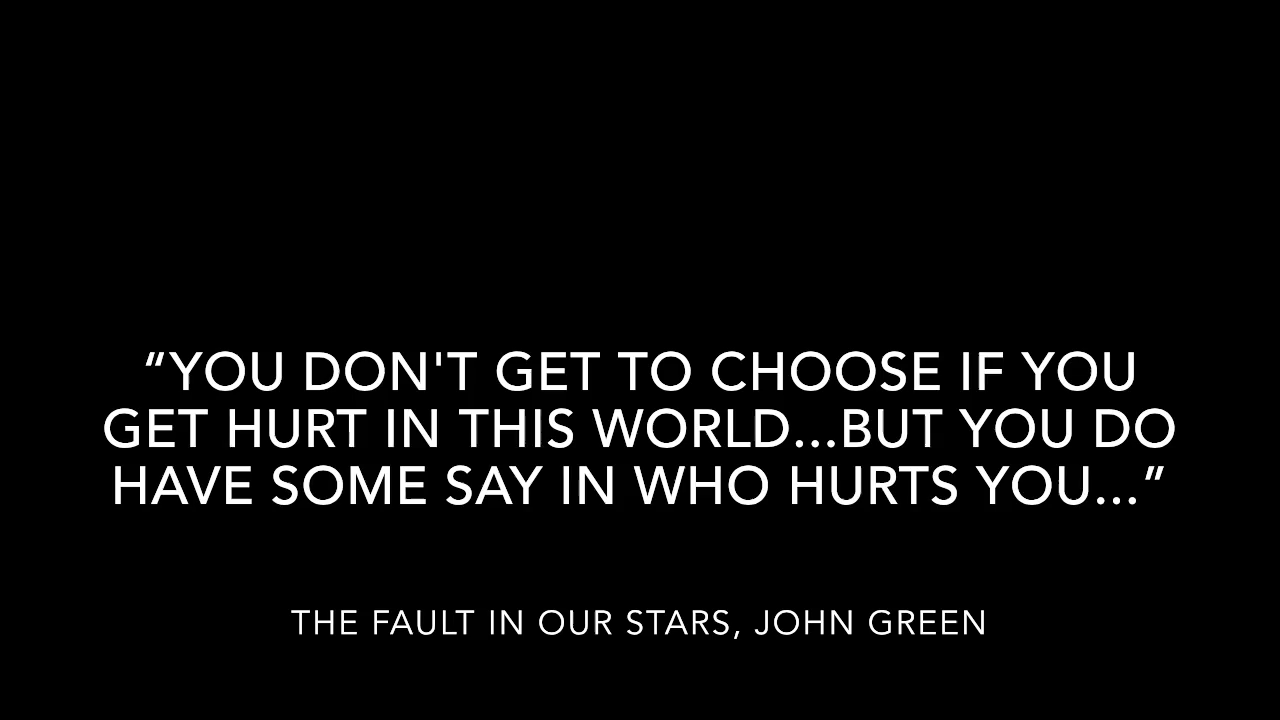 “YOU DON'T GET TO CHOOSE IF YOU
GET HURT IN THIS WORLD...BUT YOU DO
HAVE SOME SAY IN WHO HURTS YOU...”
THE FAULT IN OUR STARS, JOHN GREEN